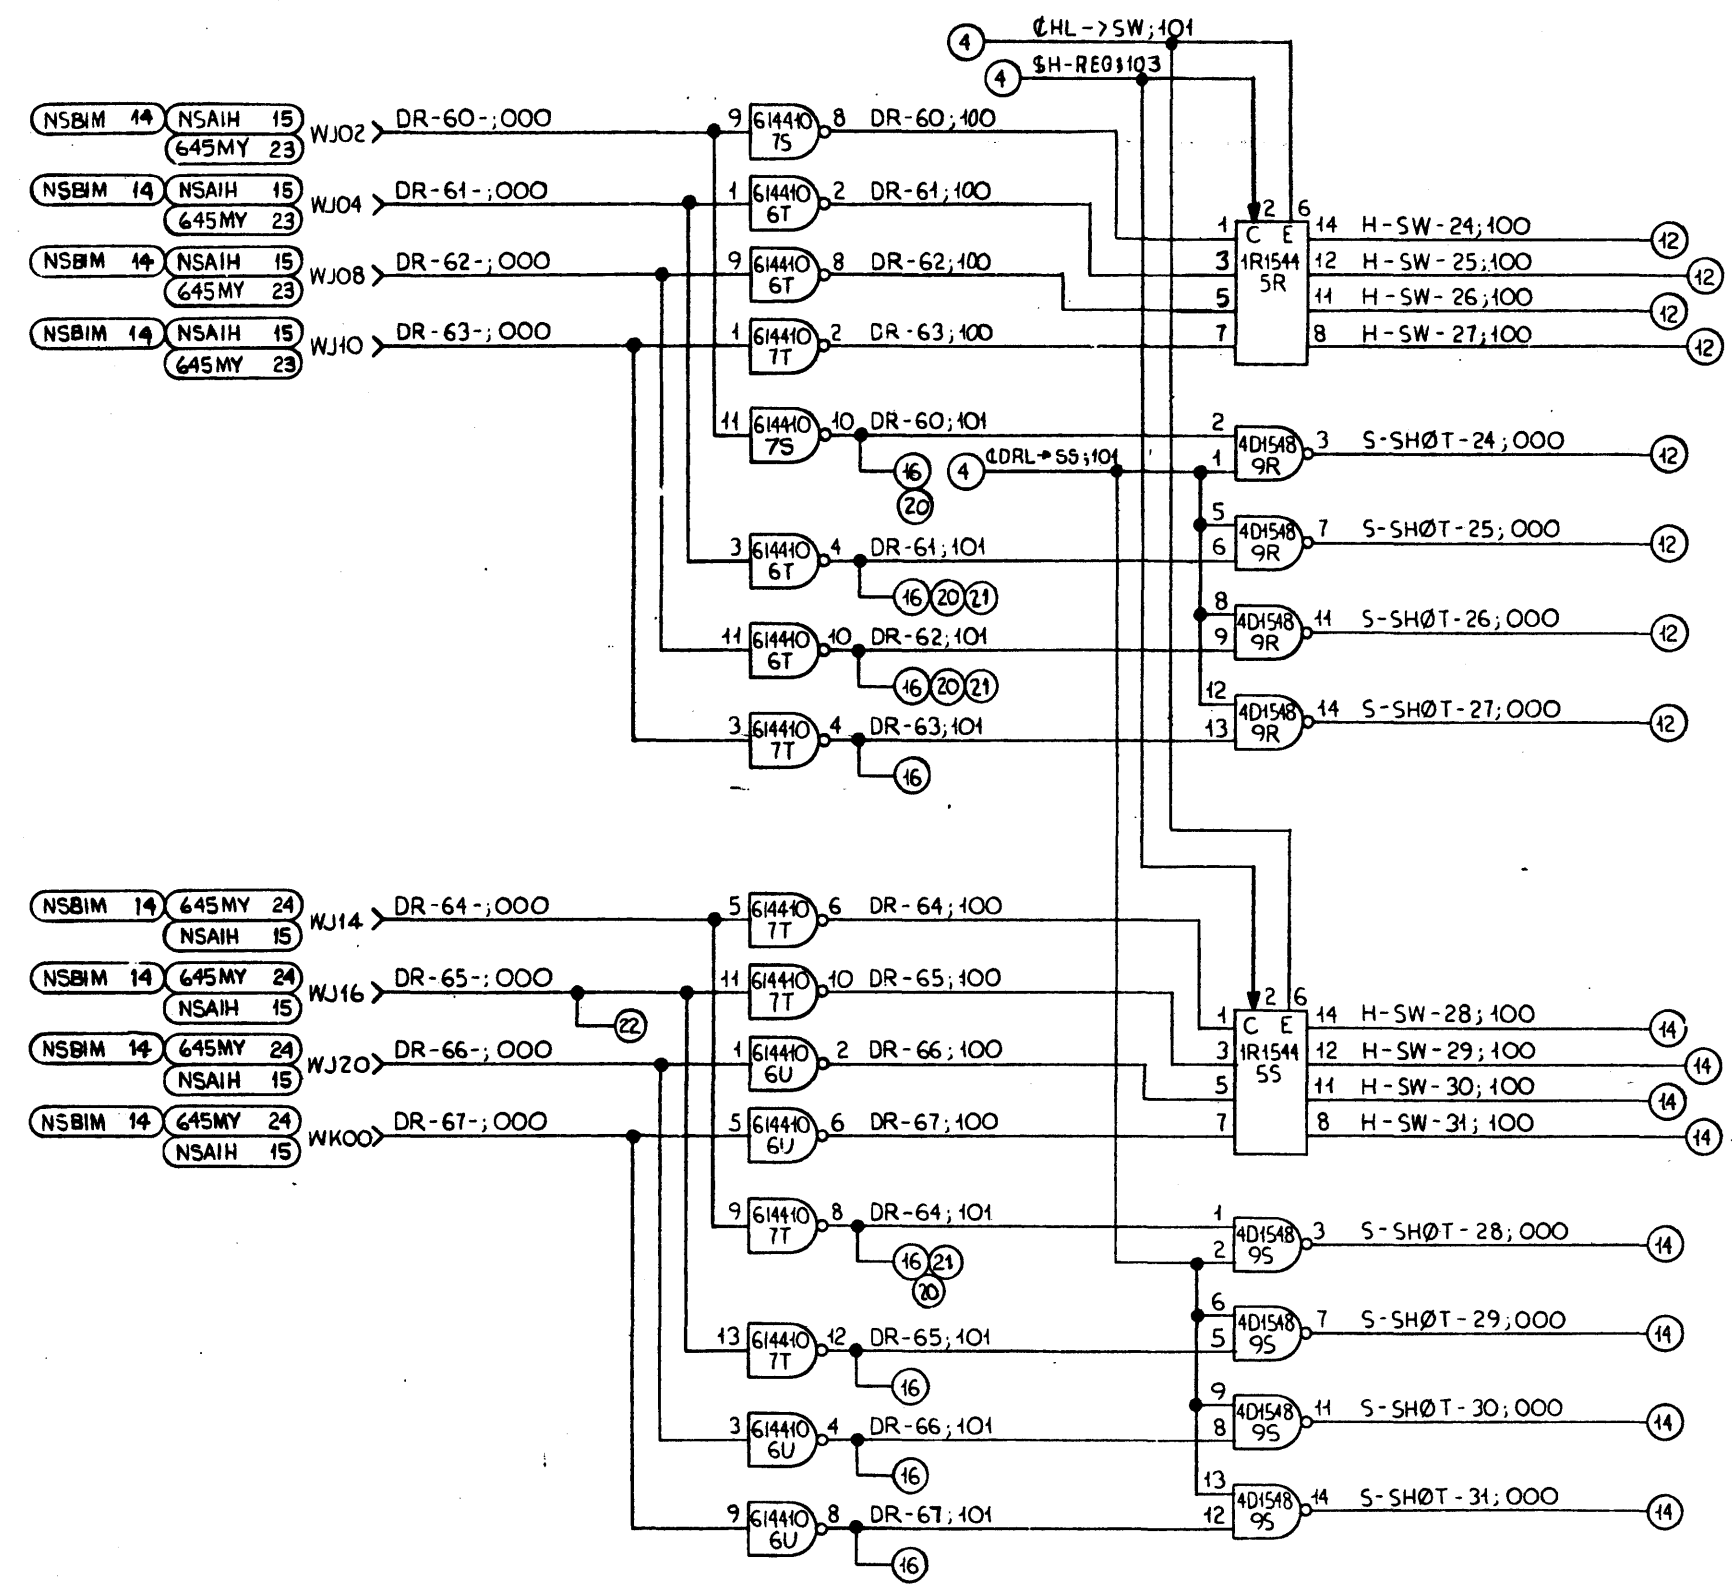 4 ₵HL->SW;101
4 $H-REG;103
NSBIM 14 NSAIH 15 WJ02 DR-60-;000 9 614410 8 DR-60;100
645MY 23 7S
NSBIM 14 NSAIH 15 WJ04 DR-61-;000 1 614410 2 DR-61;100
645MY 23 6T
2 6
1 C E 14 H-SW-24;100 12
NSBIM 14 NSAIH 15 WJ08 DR-62-;000 9 614410 8 DR-62;100 3 1R1544 12 H-SW-25;100 12
645MY 23 6T 5R
5 11 H-SW-26;100 12
NSBIM 14 NSAIH 15 WJ10 DR-63-;000 1 614410 2 DR-63;100 7 8 H-SW-27;100 12
645MY 23 7T
11 614410 10 DR-60;101 2 4D1548 3 S-SHØT-24;000 12
7S 16 4 ₵DRL->SS;101 1 9R
20
5 4D1548 7 S-SHØT-25;000 12
3 614410 4 DR-61;101 6 9R
6T
16 20 21
8 4D1548 11 S-SHØT-26;000 12
11 614410 10 DR-62;101 9 9R
6T
16 20 21
12 4D1548 14 S-SHØT-27;000 12
3 614410 4 DR-63;101 13 9R
7T
16
NSBIM 14 645MY 24 WJ14 DR-64-;000 5 614410 6 DR-64;100
NSAIH 15 7T
NSBIM 14 645MY 24 WJ16 DR-65-;000 11 614410 10 DR-65;100
NSAIH 15 7T
2 6
22 1 C E 14 H-SW-28;100 14
NSBIM 14 645MY 24 WJ20 DR-66-;000 1 614410 2 DR-66;100 3 1R1544 12 H-SW-29;100 14
NSAIH 15 6U 5S
5 11 H-SW-30;100 14
NSBIM 14 645MY 24 WK00 DR-67-;000 5 614410 6 DR-67;100 7 8 H-SW-31;100 14
NSAIH 15 6U
9 614410 8 DR-64;101 1 4D1548 3 S-SHØT-28;000 14
7T 2 9S
16 21
20
6 4D1548 7 S-SHØT-29;000 14
13 614410 12 DR-65;101 5 9S
7T
16
9 4D1548 11 S-SHØT-30;000 14
3 614410 4 DR-66;101 8 9S
6U
16
13 4D1548 14 S-SHØT-31;000 14
9 614410 8 DR-67;101 12 9S
6U
16